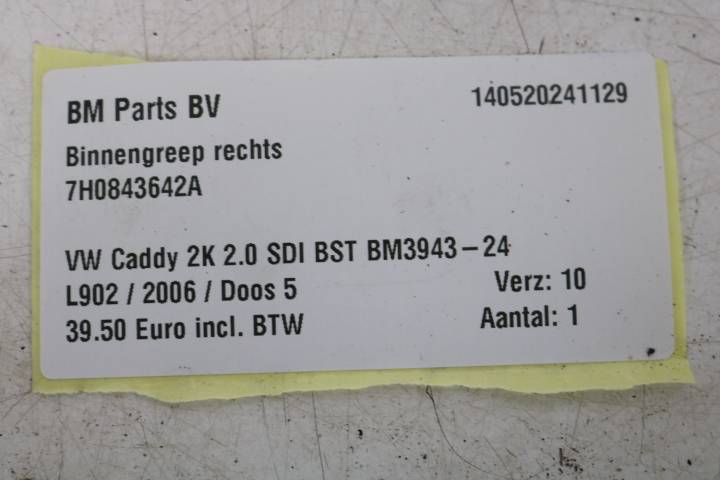 BM Parts BV 140520241129
Binnengreep rechts
7H0843642A
VW Caddy 2K 2.0 SDI BST BM3943-24
L902 / 2006 / Doos 5 Verz: 10
39.50 Euro incl. BTW Aantal: 1